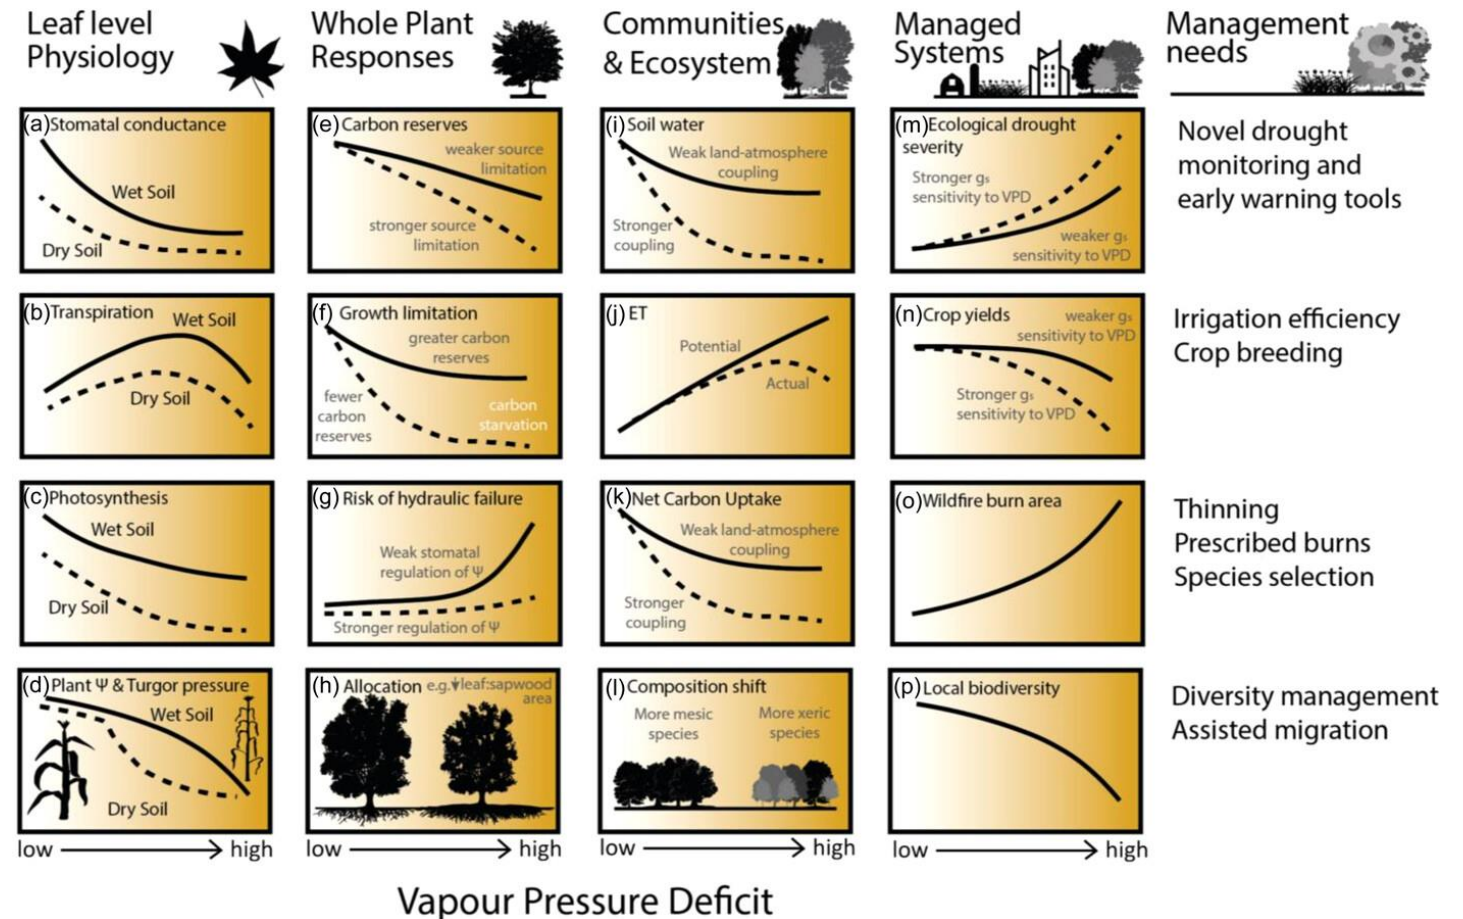 Leaf level
Physiology
Whole Plant
Responses
Communities
& Ecosystem
Managed
Systems
Management
needs
(a) Stomatal conductance
Wet Soil
Dry Soil
(e) Carbon reserves
weaker source
limitation
stronger source
limitation
(i) Soil water
Weak land-atmosphere
coupling
Stronger
coupling
(m) Ecological drought
severity
Stronger gs
sensitivity to VPD
weaker gs
sensitivity to VPD
Novel drought
monitoring and
early warning tools
(b) Transpiration
Wet Soil
Dry Soil
(f) Growth limitation
greater carbon
reserves
fewer
carbon
reserves
carbon
starvation
(j) ET
Potential
Actual
(n) Crop yields
weaker gs
sensitivity to VPD
Stronger gs
sensitivity to VPD
Irrigation efficiency
Crop breeding
(c) Photosynthesis
Wet Soil
Dry Soil
(g) Risk of hydraulic failure
Weak stomatal
regulation of Ψ
Stronger regulation of Ψ
(k) Net Carbon Uptake
Weak land-atmosphere
coupling
Stronger
coupling
(o) Wildfire burn area
Thinning
Prescribed burns
Species selection
(d) Plant Ψ & Turgor pressure
Wet Soil
Dry Soil
(h) Allocation e.g.↓leaf:sapwood
area
(l) Composition shift
More mesic
species
More xeric
species
(p) Local biodiversity
Diversity management
Assisted migration
low high
low high
low high
low high
Vapour Pressure Deficit